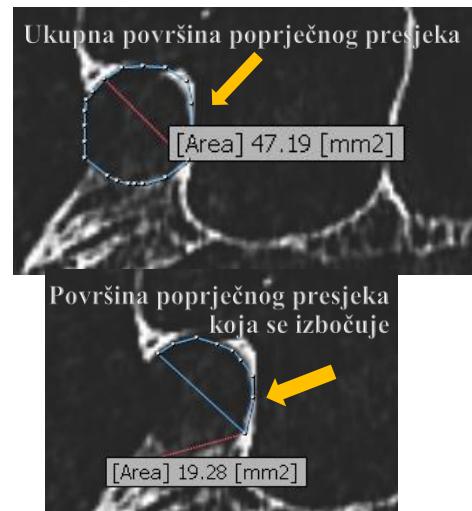 Ukupna površina poprječnog presjeka
[Area] 47.19 [mm2]
Površina poprječnog presjeka
koja se izbočuje
[Area] 19.28 [mm2]